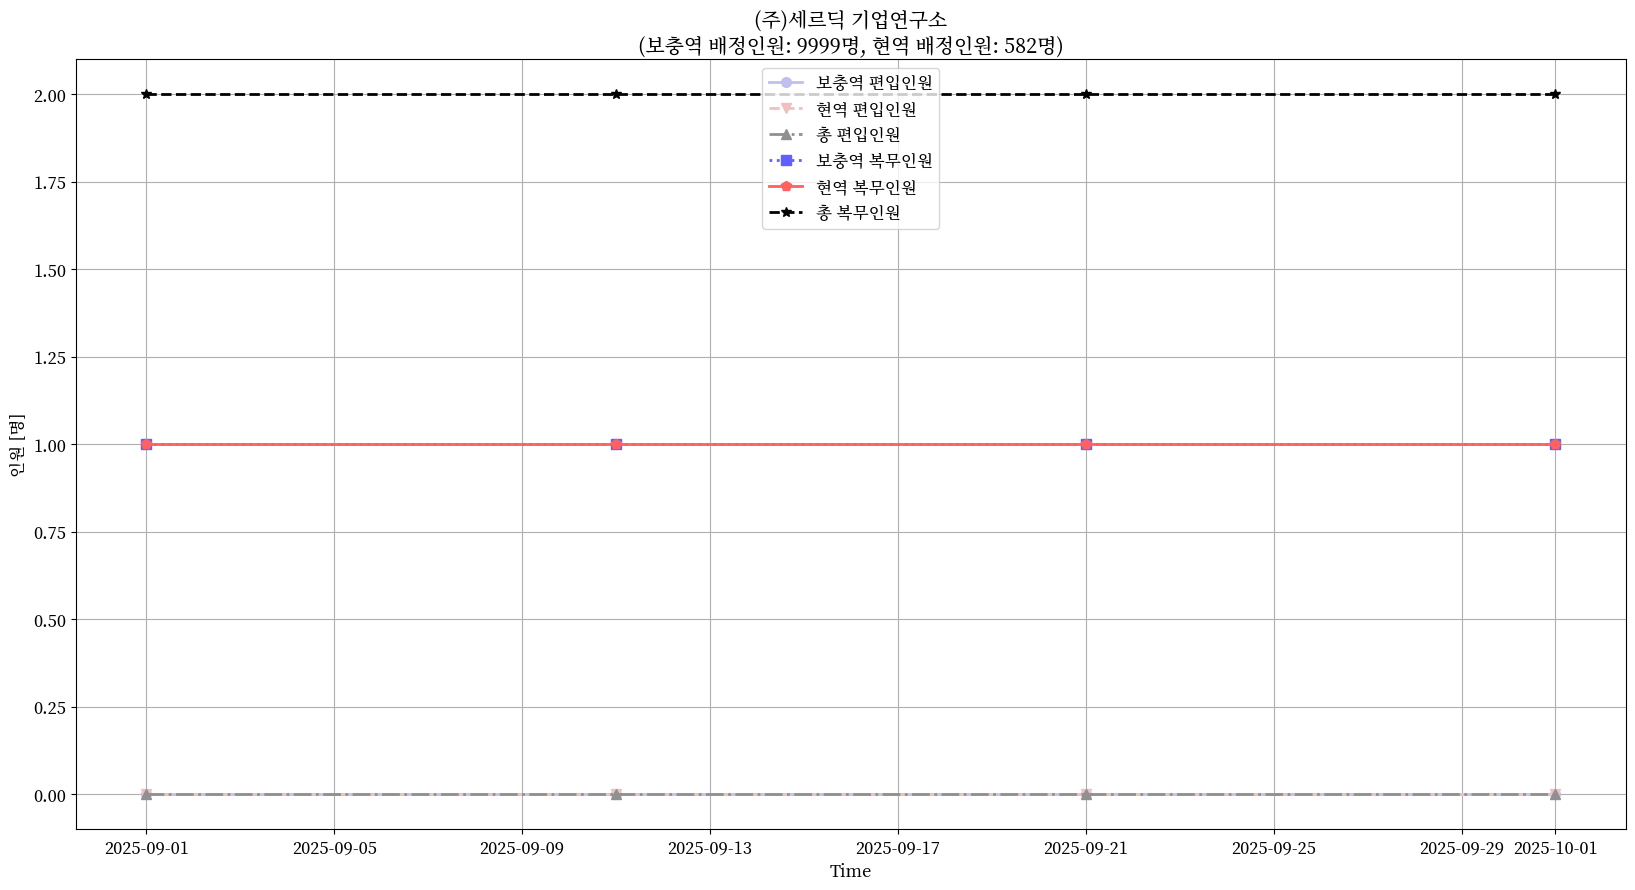 (주)세르딕 기업연구소
(보충역 배정인원: 9999명, 현역 배정인원: 582명)
보충역 편입인원
현역 편입인원
총 편입인원
보충역 복무인원
현역 복무인원
총 복무인원
2.00
1.75
1.50
1.25
1.00
0.75
0.50
0.25
0.00
인원 [명]
2025-09-01 2025-09-05 2025-09-09 2025-09-13 2025-09-17 2025-09-21 2025-09-25 2025-09-29 2025-10-01
Time